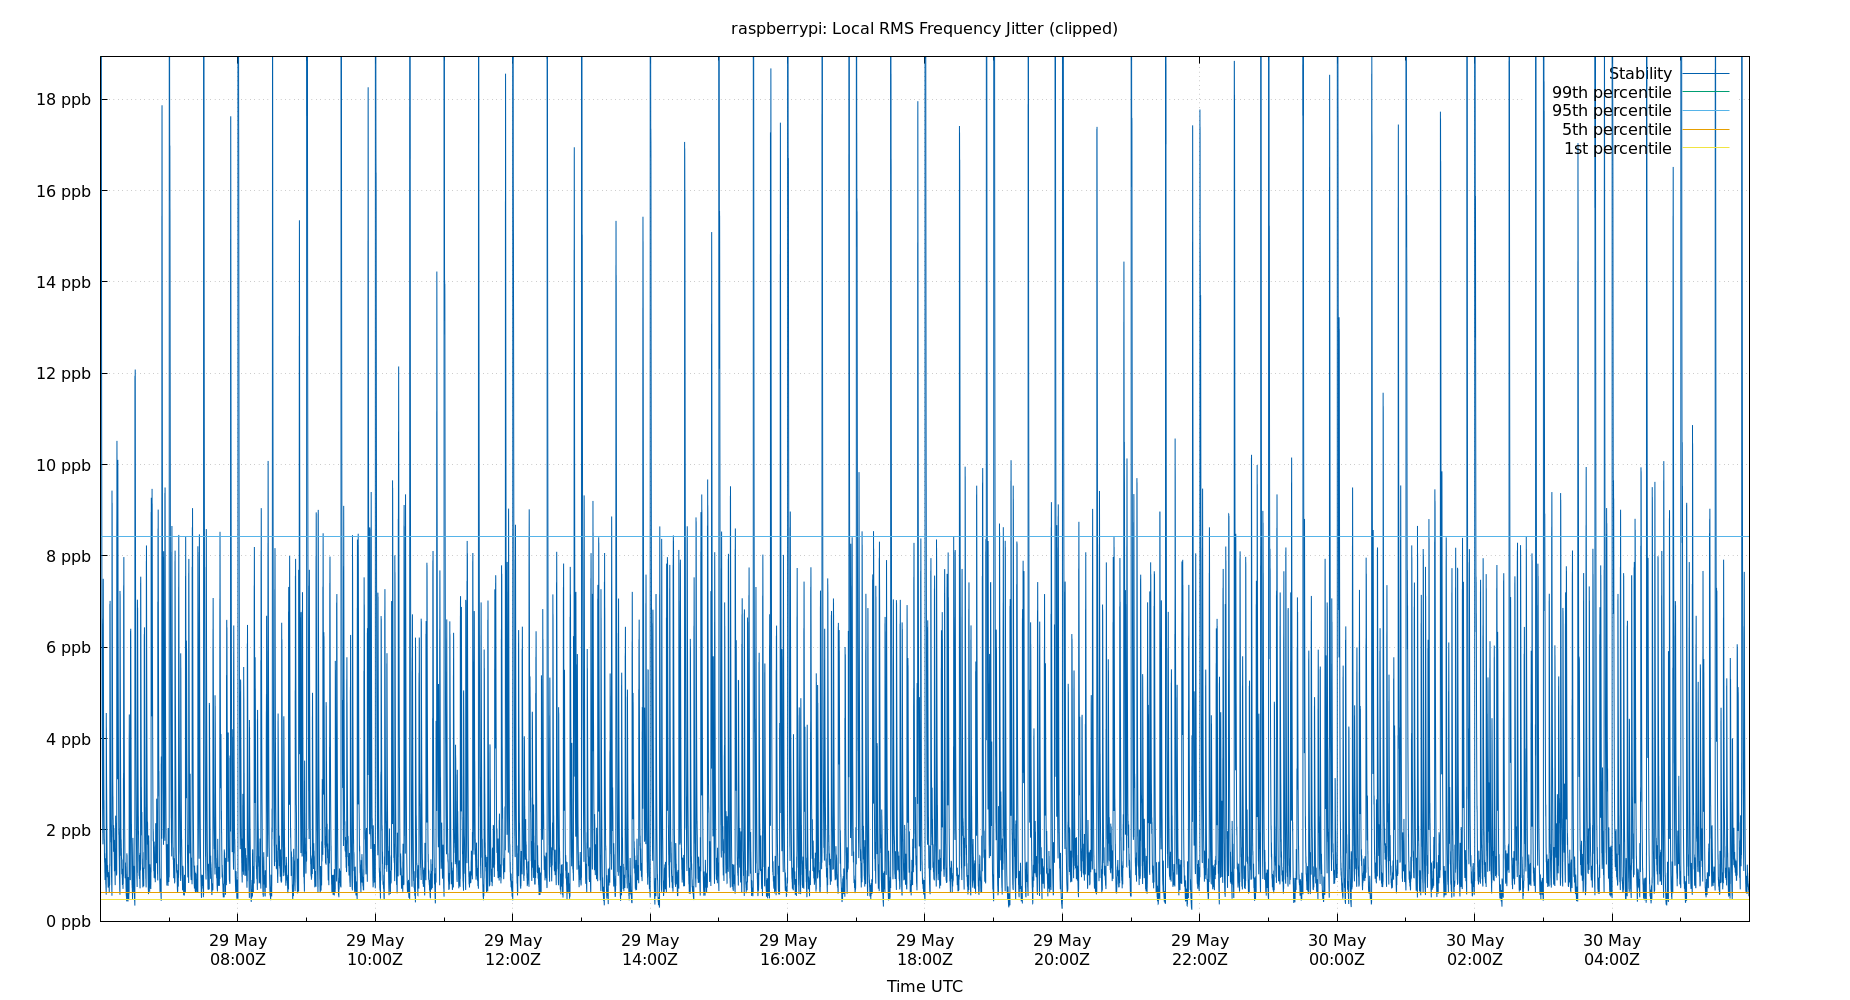 raspberrypi: Local RMS Frequency Jitter (clipped)
Stability
99th percentile
95th percentile
5th percentile
1st percentile
18 ppb
16 ppb
14 ppb
12 ppb
10 ppb
8 ppb
6 ppb
4 ppb
2 ppb
0 ppb
29 May 29 May 29 May 29 May 29 May 29 May 29 May 29 May 30 May 30 May 30 May
08:00Z 10:00Z 12:00Z 14:00Z 16:00Z 18:00Z 20:00Z 22:00Z 00:00Z 02:00Z 04:00Z
Time UTC